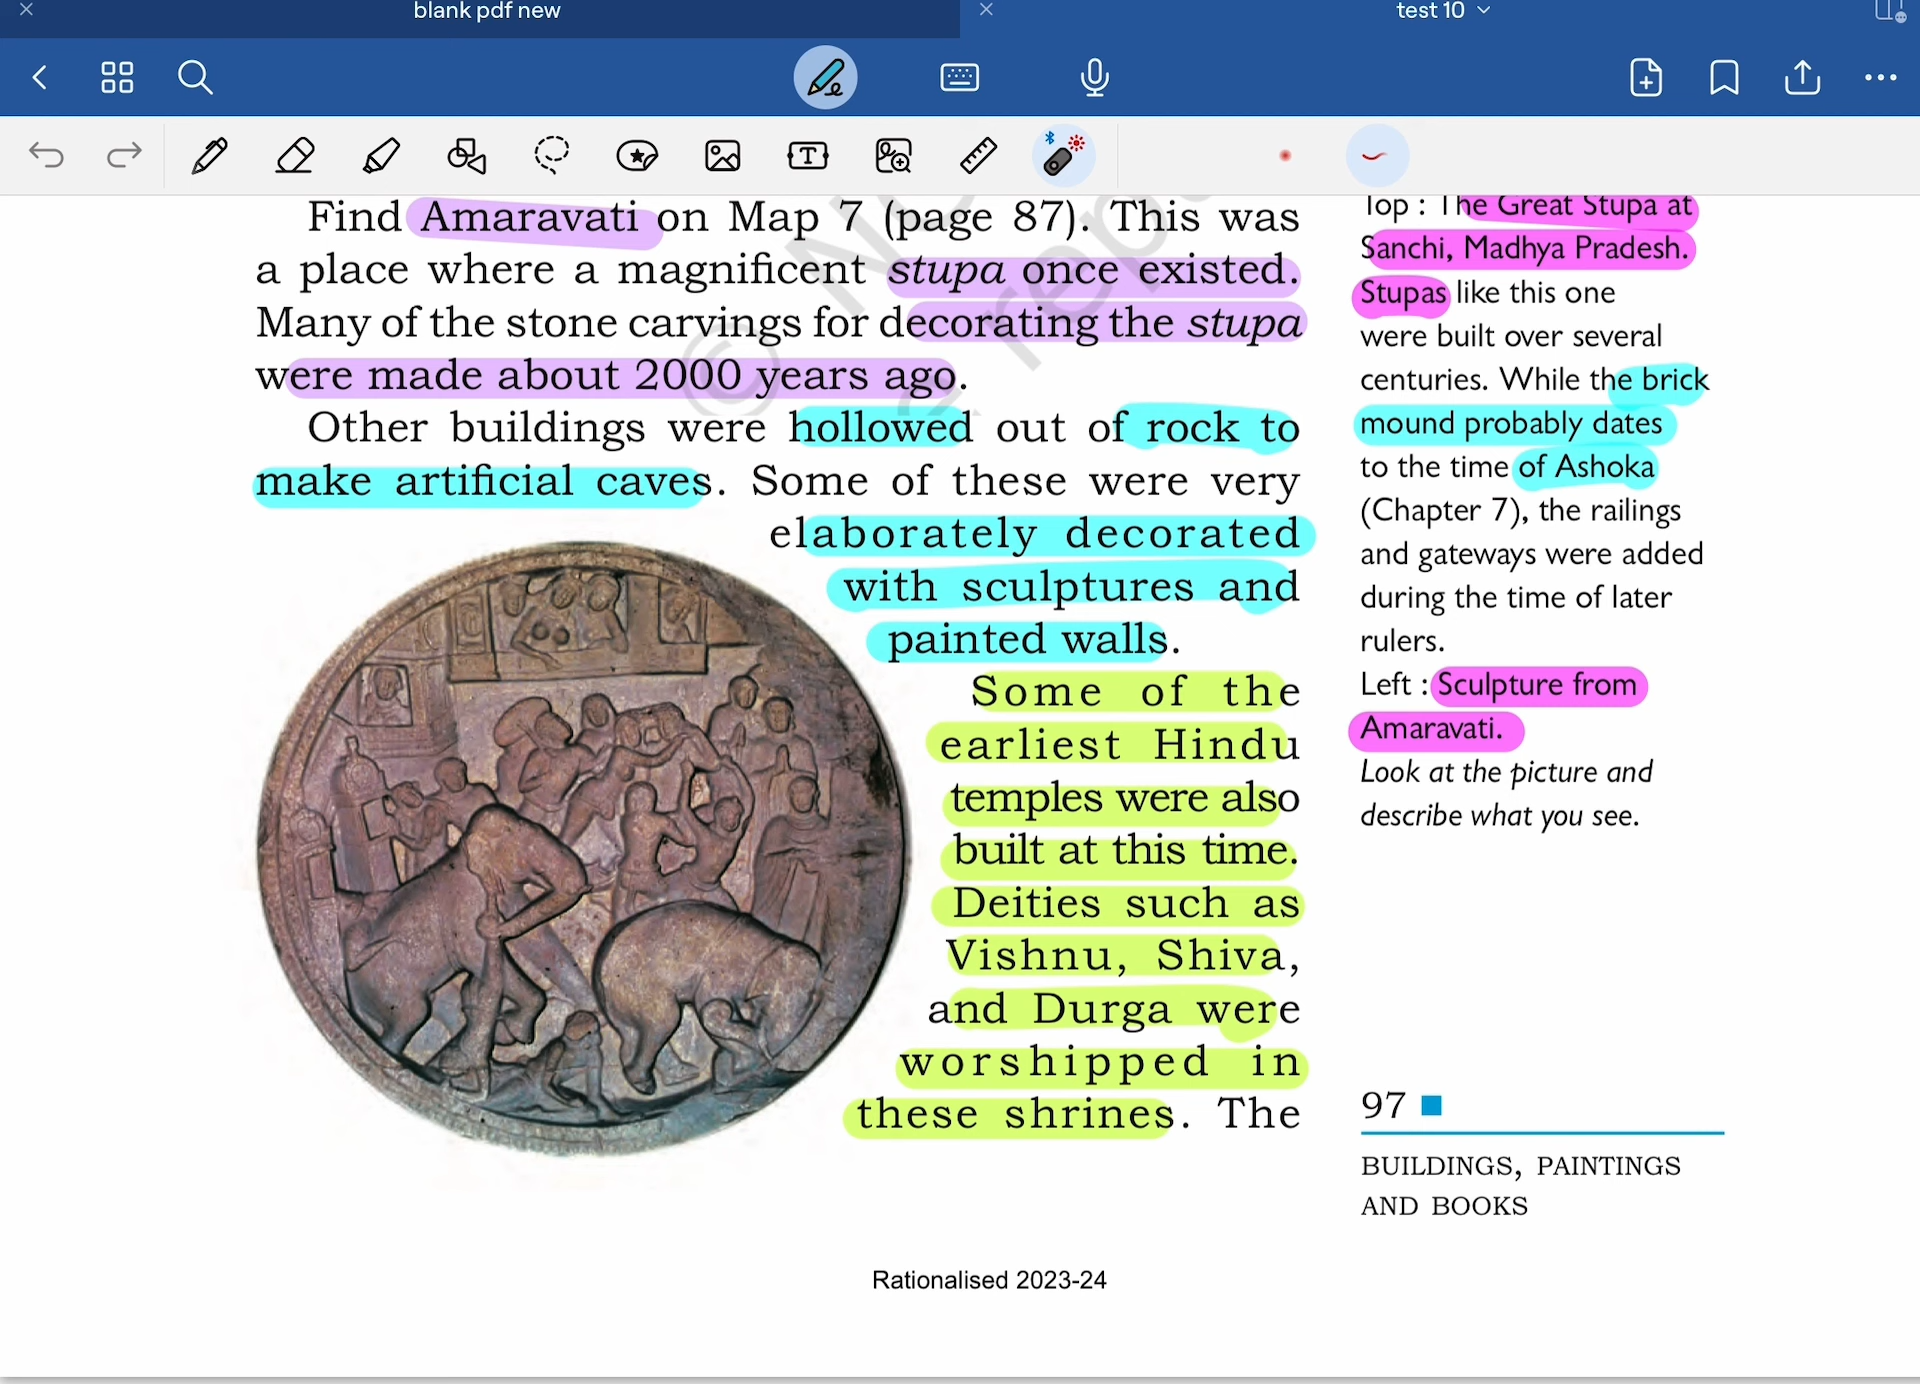 blank pdf new
test 10
Find Amaravati on Map 7 (page 87). This was
a place where a magnificent stupa once existed.
Many of the stone carvings for decorating the stupa
were made about 2000 years ago.
Other buildings were hollowed out of rock to
make artificial caves. Some of these were very
elaborately decorated
with sculptures and
painted walls.
Some of the
earliest Hindu
temples were also
built at this time.
Deities such as
Vishnu, Shiva,
and Durga were
worshipped in
these shrines. The
Top : The Great Stupa at
Sanchi, Madhya Pradesh.
Stupas like this one
were built over several
centuries. While the brick
mound probably dates
to the time of Ashoka
(Chapter 7), the railings
and gateways were added
during the time of later
rulers.
Left : Sculpture from
Amaravati.
Look at the picture and
describe what you see.
97
BUILDINGS, PAINTINGS
AND BOOKS
Rationalised 2023-24